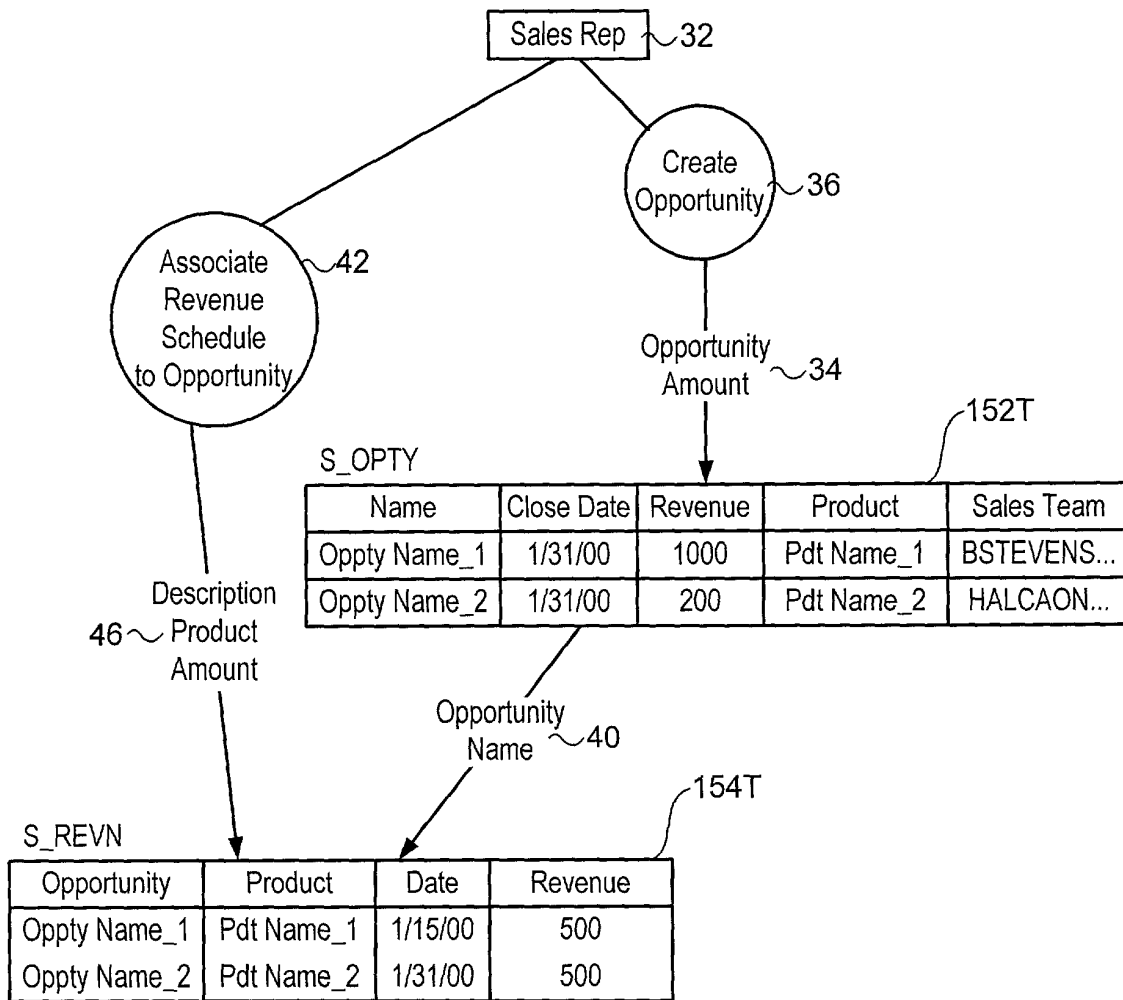 Sales Rep 32
Create
Opportunity 36
Associate
Revenue
Schedule
to Opportunity
42
Opportunity
Amount 34
152T
S_OPTY
Name Close Date Revenue Product Sales Team
Oppty Name_1 1/31/00 1000 Pdt Name_1 BSTEVENS...
Oppty Name_2 1/31/00 200 Pdt Name_2 HALCAON...
Description
Product
Amount
46
Opportunity
Name 40
154T
S_REVN
Opportunity Product Date Revenue
Oppty Name_1 Pdt Name_1 1/15/00 500
Oppty Name_2 Pdt Name_2 1/31/00 500